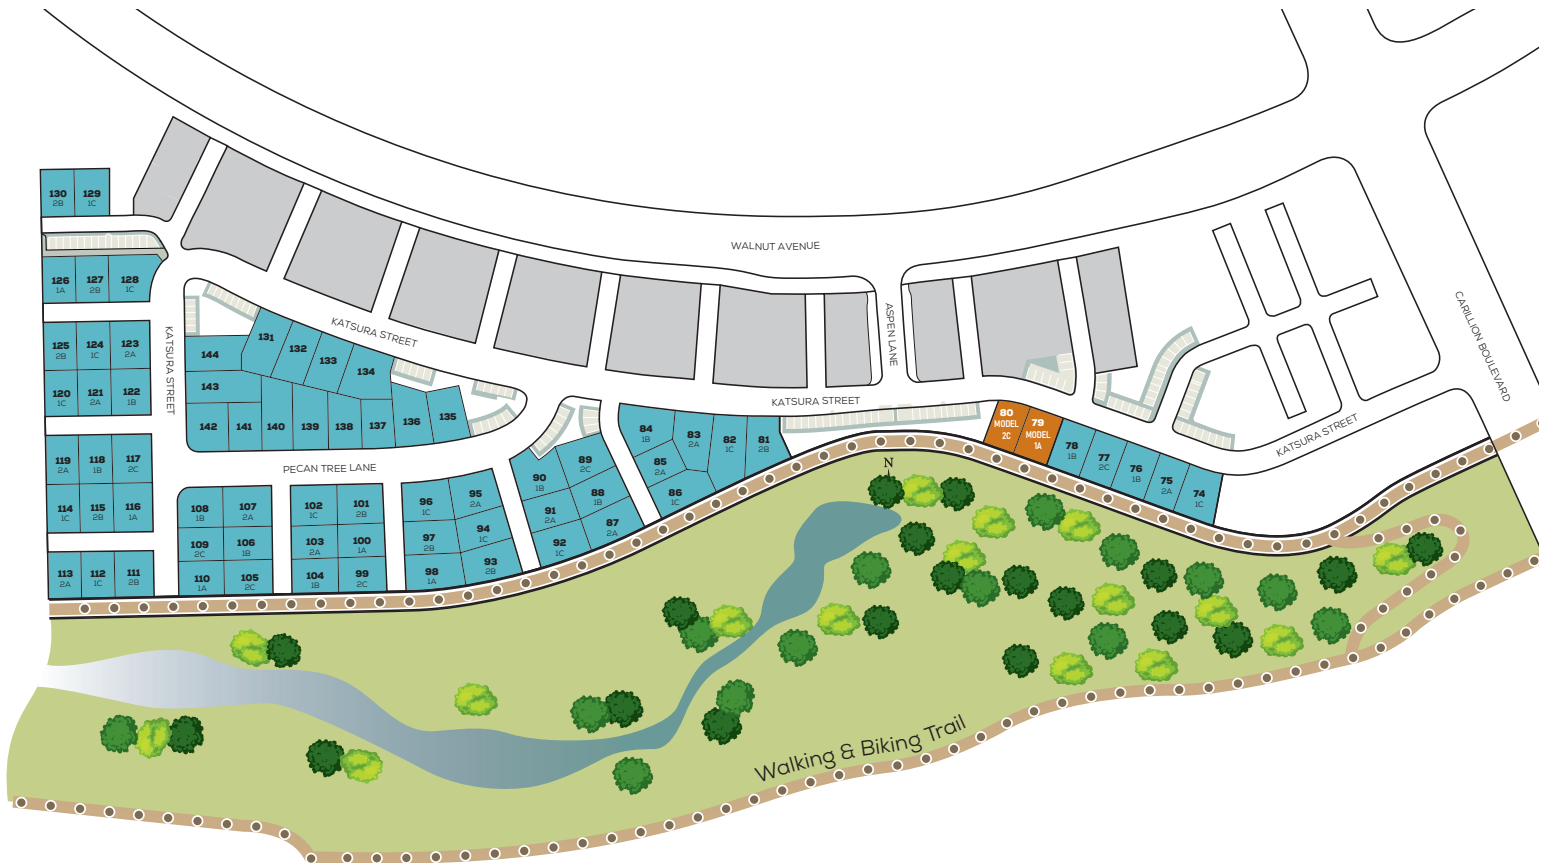 WALNUT AVENUE
ASPEN LANE
CARILLION BOULEVARD
KATSURA STREET
KATSURA STREET
KATSURA STREET
KATSURA STREET
PECAN TREE LANE
N
Walking & Biking Trail
130
2B
129
1C
126
1A
127
2B
128
1C
125
2B
124
1C
123
2A
120
1C
121
2A
122
1B
119
2A
118
1B
117
2C
114
1C
115
2B
116
1A
113
2A
112
1C
111
2B
131
132
133
134
144
143
142
141
140
139
138
137
136
135
108
1B
107
2A
109
2C
106
1B
110
1A
105
2C
102
1C
101
2B
103
2A
100
1A
104
1B
99
2C
96
1C
95
2A
97
2B
94
1C
98
1A
93
2B
90
1B
89
2C
91
2A
88
1B
92
1C
87
2A
84
1B
83
2A
82
1C
81
2B
85
2A
86
1C
80
MODEL
2C
79
MODEL
1A
78
1B
77
2C
76
1B
75
2A
74
1C